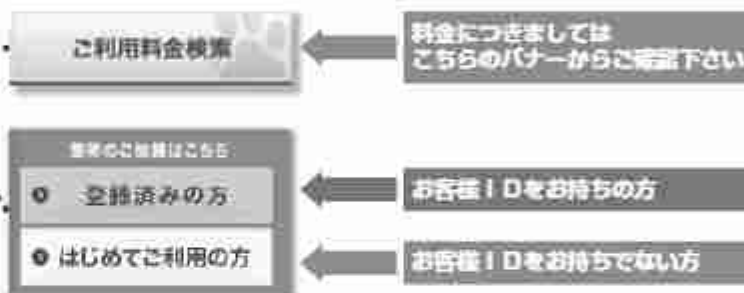 ご利用料金検索
料金につきましては
こちらのバナーからご確認下さい
登録済みの方
お客様IDをお持ちの方
はじめてご利用の方
お客様IDをお持ちでない方